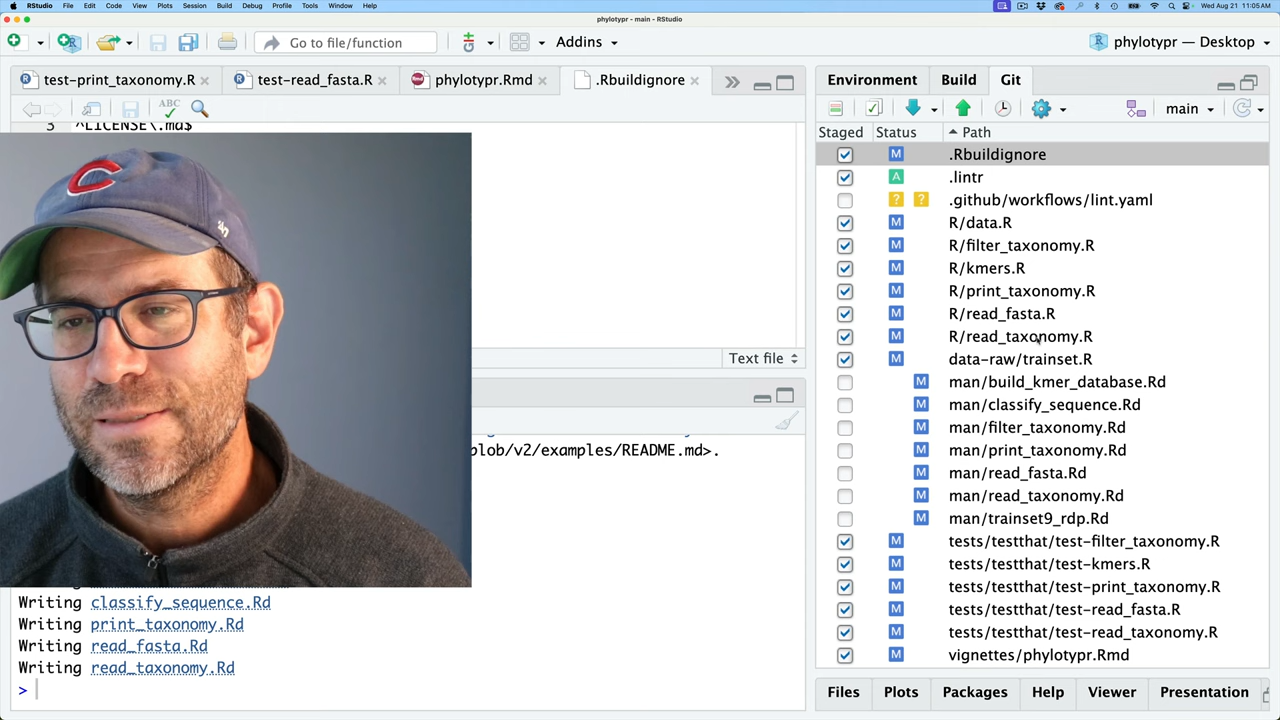 RStudio File Edit Code View Plots Session Build Debug Profile Tools Window Help
Wed Aug 21 11:05 AM
phylotypr - main - RStudio
Go to file/function
Addins
phylotypr — Desktop
test-print_taxonomy.R
test-read_fasta.R
phylotypr.Rmd
.Rbuildignore
ABC
3 ^LICENSE\.md$
Text file
blob/v2/examples/README.md>.
Writing classify_sequence.Rd
Writing print_taxonomy.Rd
Writing read_fasta.Rd
Writing read_taxonomy.Rd
>
Environment Build Git
main
Staged Status Path
M .Rbuildignore
A .lintr
? ? .github/workflows/lint.yaml
M R/data.R
M R/filter_taxonomy.R
M R/kmers.R
M R/print_taxonomy.R
M R/read_fasta.R
M R/read_taxonomy.R
M data-raw/trainset.R
M man/build_kmer_database.Rd
M man/classify_sequence.Rd
M man/filter_taxonomy.Rd
M man/print_taxonomy.Rd
M man/read_fasta.Rd
M man/read_taxonomy.Rd
M man/trainset9_rdp.Rd
M tests/testthat/test-filter_taxonomy.R
M tests/testthat/test-kmers.R
M tests/testthat/test-print_taxonomy.R
M tests/testthat/test-read_fasta.R
M tests/testthat/test-read_taxonomy.R
M vignettes/phylotypr.Rmd
Files Plots Packages Help Viewer Presentation